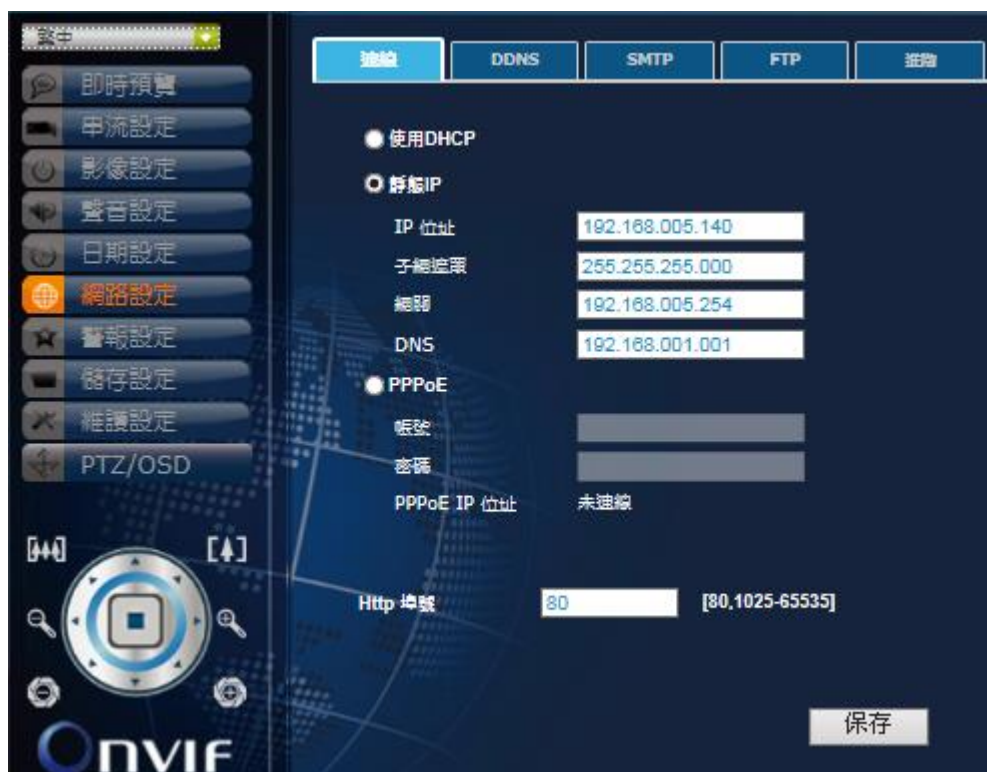 繁中
即時預覽
串流設定
影像設定
聲音設定
日期設定
網路設定
警報設定
儲存設定
維護設定
PTZ/OSD
ONVIF
連線 DDNS SMTP FTP 進階
使用DHCP
靜態IP
IP 位址 192.168.005.140
子網遮罩 255.255.255.000
網關 192.168.005.254
DNS 192.168.001.001
PPPoE
帳號
密碼
PPPoE IP 位址 未連線
Http 埠號 80 [80,1025-65535]
保存